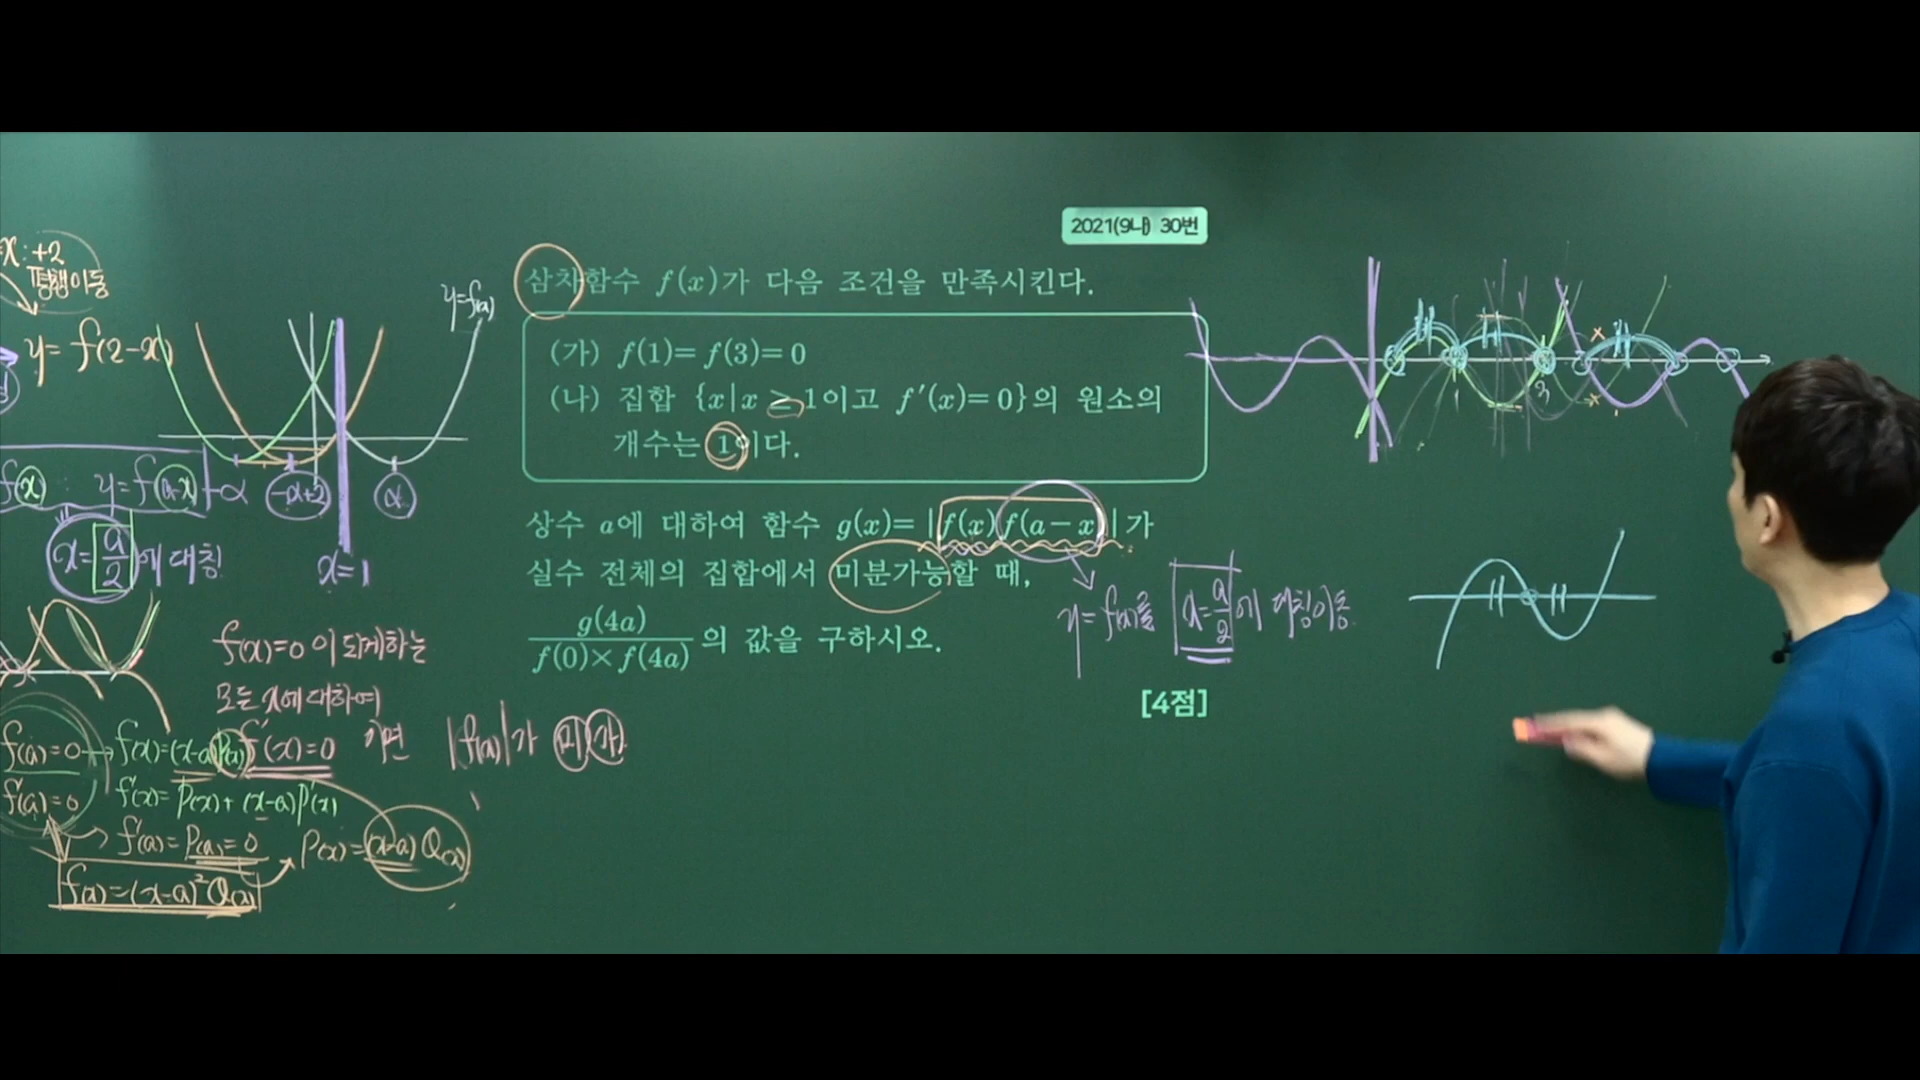 2021(9나) 30번
삼차함수 f(x)가 다음 조건을 만족시킨다.
(가) f(1)=f(3)=0
(나) 집합 {x|x≥1이고 f′(x)=0}의 원소의
개수는 1이다.
상수 a에 대하여 함수 g(x)=|f(x)f(a−x)|가
실수 전체의 집합에서 미분가능할 때,
g(4a)
f(0)×f(4a) 의 값을 구하시오.
[4점]
x: +2
평행이동
y=f(x)
y=f(2-x)
f(x) : y=f(a-x)
-α
-α+2
α
x=a/2에 대칭
x=1
f(x)=0이 되게하는
모든 x에 대하여
f′(x)=0 이면 |f(x)|가 미가
f(a)=0 → f(x)=(x-a)P(x)
f′(a)=0 f′(x)=P(x)+(x-a)P′(x)
f′(a)=P(a)=0 P(x)=(x-a)Q(x)
f(x)=(x-a)²Q(x)
y=f(x)를 x=a/2에 대칭이동
1
3